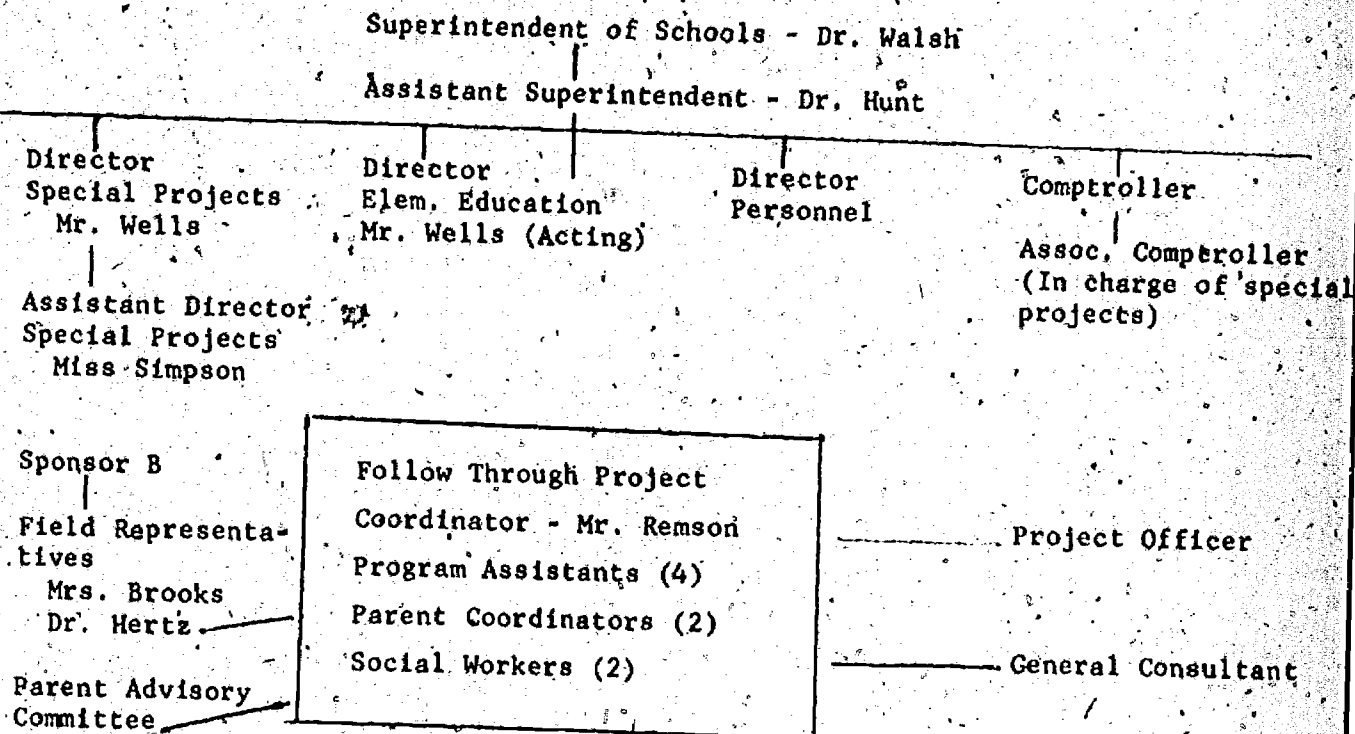 Superintendent of Schools - Dr. Walsh
Assistant Superintendent - Dr. Hunt
Director
Special Projects
Mr. Wells
Director
Elem. Education
Mr. Wells (Acting)
Director
Personnel
Comptroller
Assoc. Comptroller
(In charge of special
projects)
Assistant Director
Special Projects
Miss Simpson
Sponsor B
Field Representa-
tives
Mrs. Brooks
Dr. Hertz
Parent Advisory
Committee
Follow Through Project
Coordinator - Mr. Remson
Program Assistants (4)
Parent Coordinators (2)
Social Workers (2)
Project Officer
General Consultant